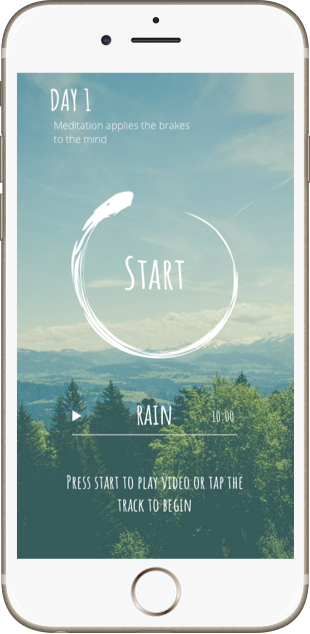 DAY 1
Meditation applies the brakes
to the mind
START
RAIN 10:00
PRESS START TO PLAY VIDEO OR TAP THE
TRACK TO BEGIN